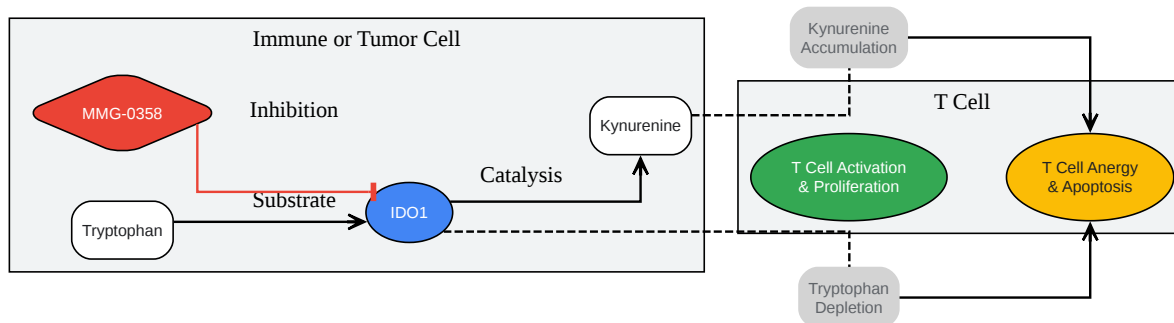 Immune or Tumor Cell
Kynurenine
Accumulation
MMG-0358
Inhibition
Kynurenine
T Cell
T Cell Activation
& Proliferation
T Cell Anergy
& Apoptosis
Catalysis
Substrate
IDO1
Tryptophan
Tryptophan
Depletion